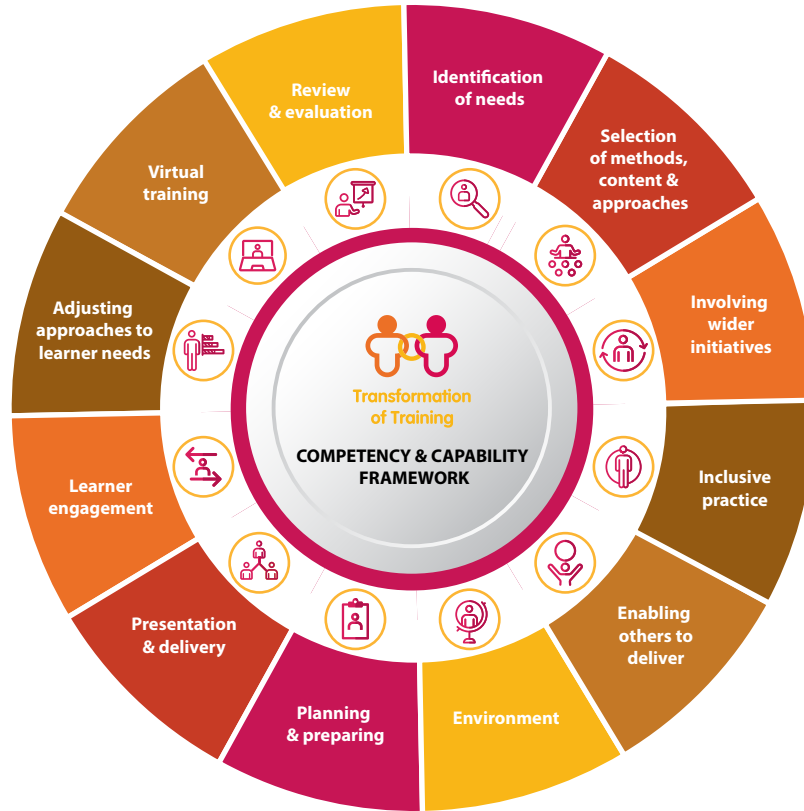 Identification
of needs
Selection
of methods,
content &
approaches
Involving
wider
initiatives
Inclusive
practice
Enabling
others to
deliver
Environment
Planning
& preparing
Presentation
& delivery
Learner
engagement
Adjusting
approaches to
learner needs
Virtual
training
Review
& evaluation
Transformation
of Training
COMPETENCY & CAPABILITY
FRAMEWORK